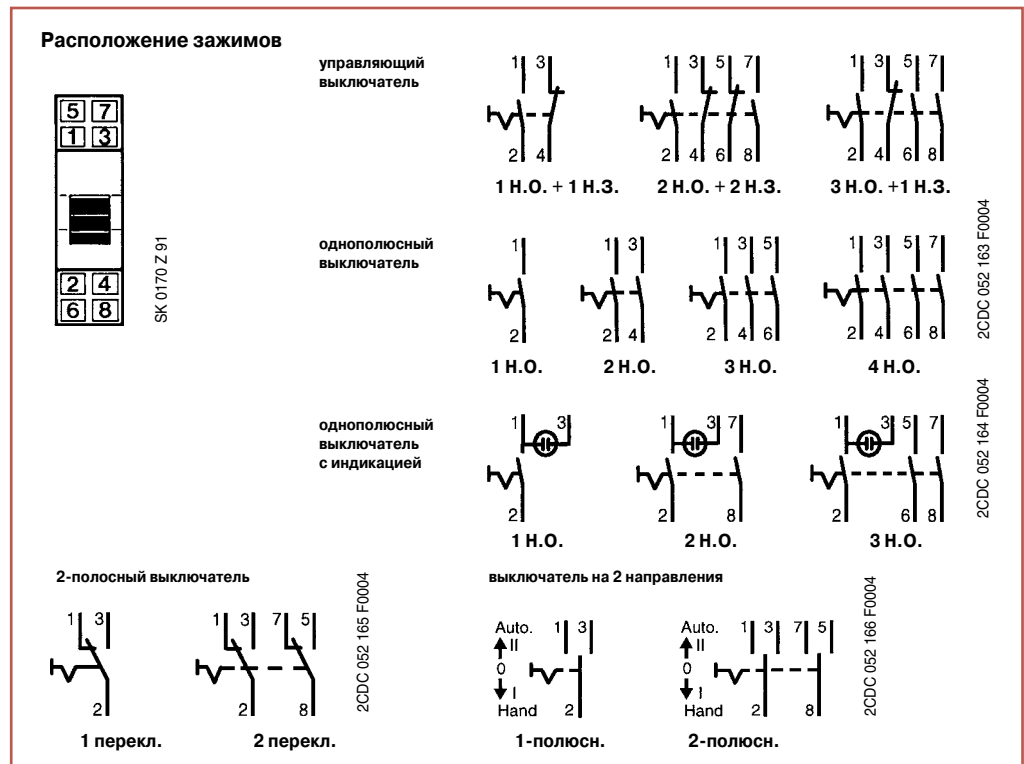 Расположение зажимов
управляющий
выключатель
1 3
2 4
1 Н.О. + 1 Н.З.
1 3 5 7
2 4 6 8
2 Н.О. + 2 Н.З.
1 3 5 7
2 4 6 8
3 Н.О. +1 Н.З.
5 7
1 3
2 4
6 8
SK 0170 Z 91
однополюсный
выключатель
1
2
1 Н.О.
1 3
2 4
2 Н.О.
1 3 5
2 4 6
3 Н.О.
1 3 5 7
2 4 6 8
4 Н.О.
2CDC 052 163 F0004
однополюсный
выключатель
с индикацией
1 3
2
1 Н.О.
1 3 7
2 8
2 Н.О.
1 3 5 7
2 6 8
3 Н.О.
2CDC 052 164 F0004
2-полосный выключатель
1 3
2
1 перекл.
1 3 7 5
2 8
2 перекл.
2CDC 052 165 F0004
выключатель на 2 направления
Auto.
II
0
I
Hand
1 3
2
1-полюсн.
Auto.
II
0
I
Hand
1 3 7 5
2 8
2-полюсн.
2CDC 052 166 F0004